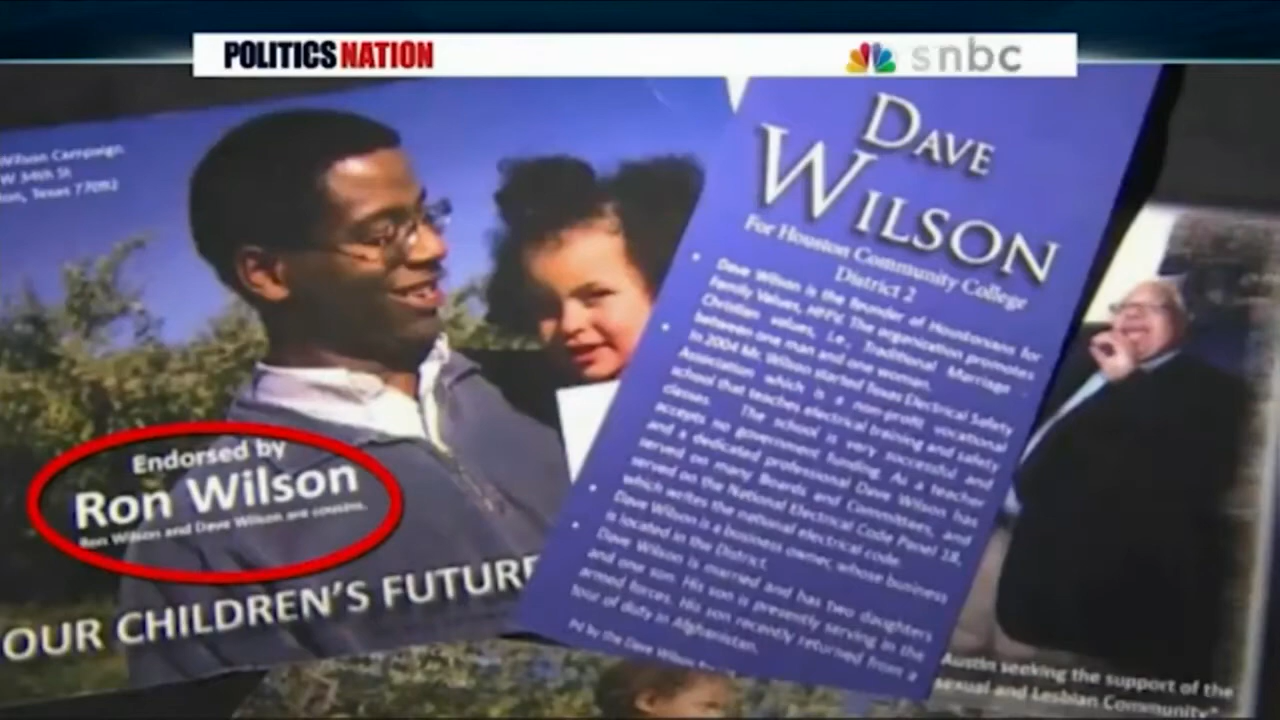 POLITICSNATION
snbc
Wilson Campaign
W 34th St
ton, Texas 77092
Endorsed by
Ron Wilson
Ron Wilson and Dave Wilson are cousins.
OUR CHILDREN'S FUTURE
DAVE
WILSON
For Houston Community College
District 2
• Dave Wilson is the founder of Houstonians for
Family Values, HFFV. The organization promotes
Christian values, i.e., Traditional Marriage
between one man and one woman.
• In 2004 Mr. Wilson started Texas Electrical Safety
Association which is a non-profit vocational
school that teaches electrical training and safety
classes. The school is very successful and
accepts no government funding. As a teacher
and a dedicated professional Dave Wilson has
served on many Boards and Committees, and
served on the National Electrical Code Panel 18,
which writes the national electrical code.
• Dave Wilson is a business owner, whose business
is located in the District.
• Dave Wilson is married and has two daughters
and one son. His son is presently serving in the
armed forces. His son recently returned from a
tour of duty in Afghanistan.
Pd by the Dave Wilson
Austin seeking the support of the
sexual and Lesbian Community"